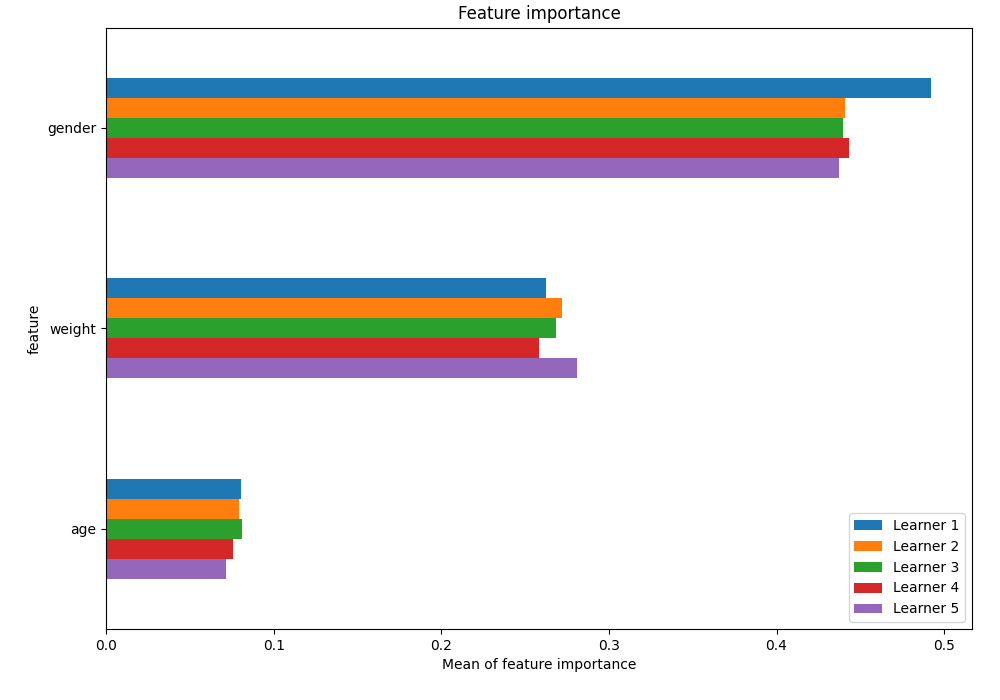 Feature importance
gender
weight
age
feature
Learner 1
Learner 2
Learner 3
Learner 4
Learner 5
0.0 0.1 0.2 0.3 0.4 0.5
Mean of feature importance